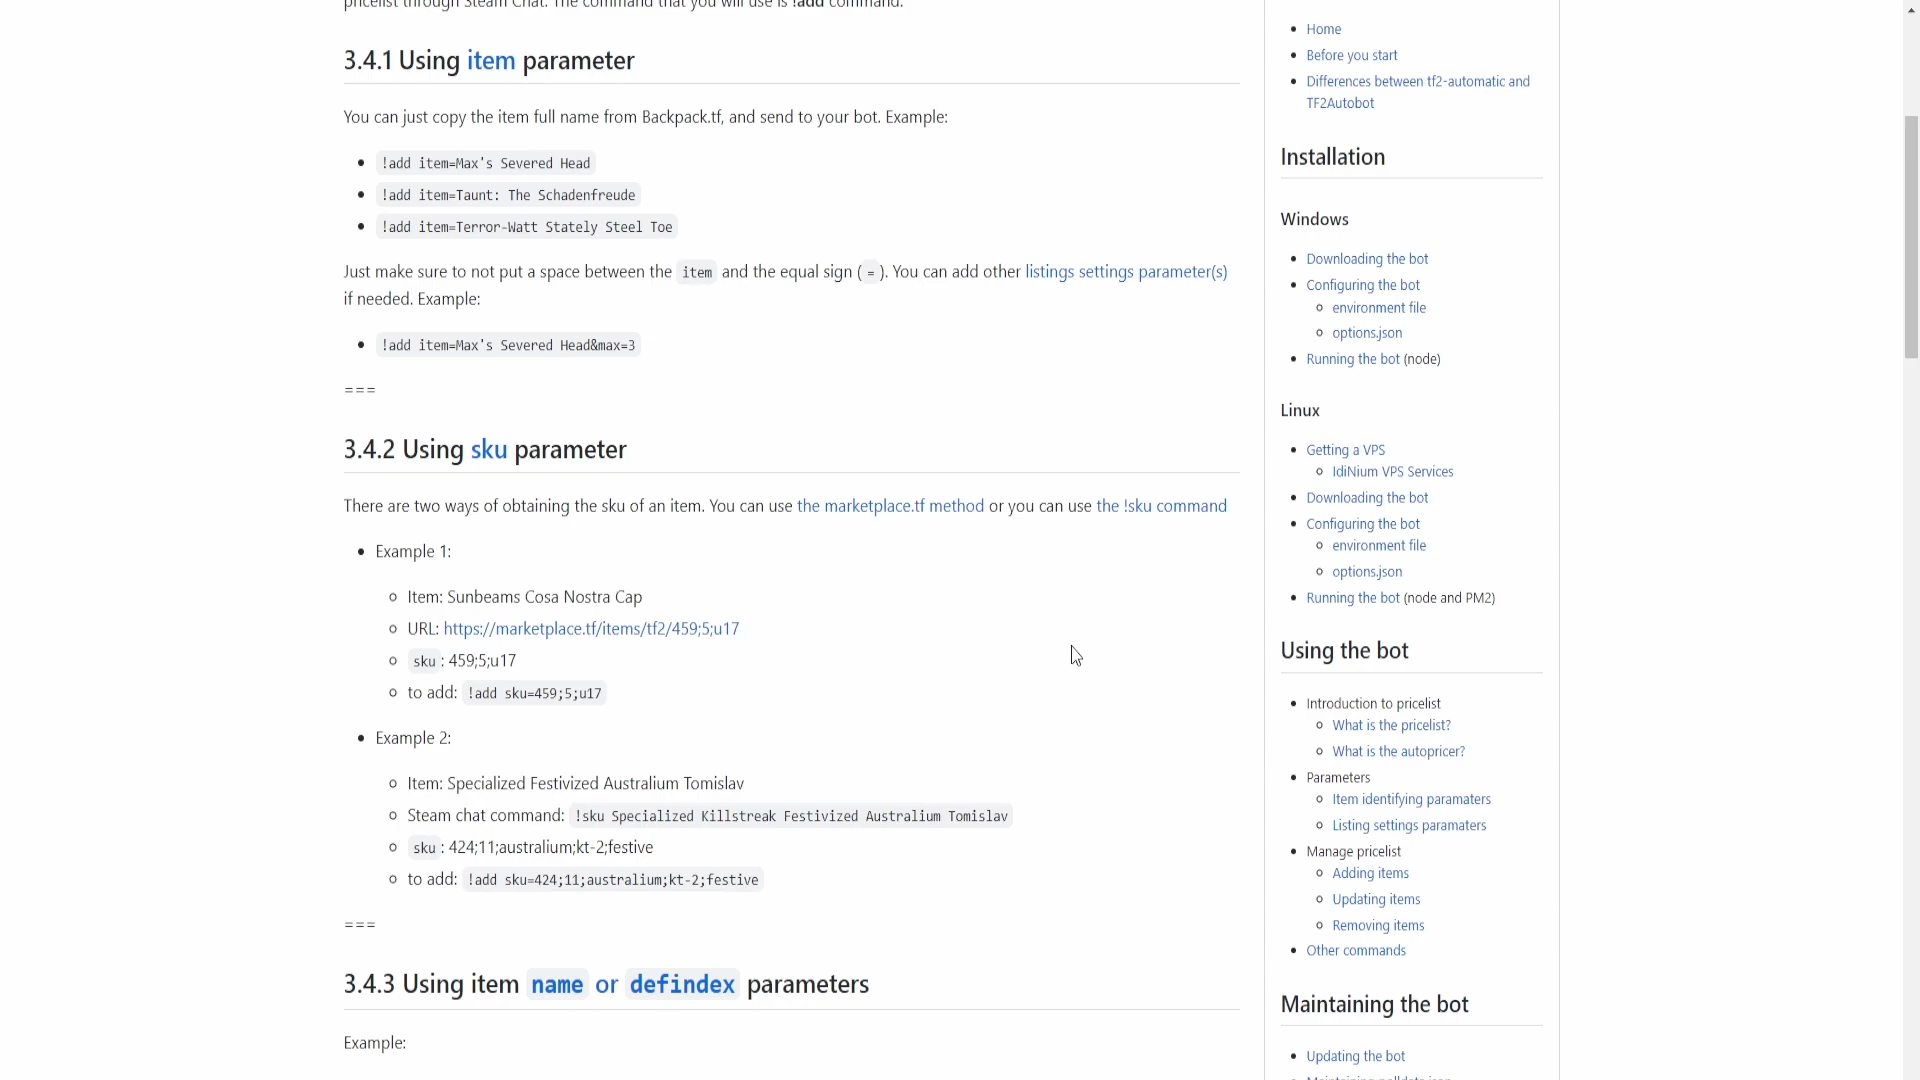 pricelist through Steam Chat. The command that you will use is !add command.
3.4.1 Using item parameter
You can just copy the item full name from Backpack.tf, and send to your bot. Example:
!add item=Max's Severed Head
!add item=Taunt: The Schadenfreude
!add item=Terror-Watt Stately Steel Toe
Just make sure to not put a space between the item and the equal sign ( = ). You can add other listings settings parameter(s)
if needed. Example:
!add item=Max's Severed Head&max=3
===
3.4.2 Using sku parameter
There are two ways of obtaining the sku of an item. You can use the marketplace.tf method or you can use the !sku command
Example 1:
Item: Sunbeams Cosa Nostra Cap
URL: https://marketplace.tf/items/tf2/459;5;u17
sku : 459;5;u17
to add: !add sku=459;5;u17
Example 2:
Item: Specialized Festivized Australium Tomislav
Steam chat command: !sku Specialized Killstreak Festivized Australium Tomislav
sku : 424;11;australium;kt-2;festive
to add: !add sku=424;11;australium;kt-2;festive
===
3.4.3 Using item name or defindex parameters
Example:
Home
Before you start
Differences between tf2-automatic and
TF2Autobot
Installation
Windows
Downloading the bot
Configuring the bot
environment file
options.json
Running the bot (node)
Linux
Getting a VPS
IdiNium VPS Services
Downloading the bot
Configuring the bot
environment file
options.json
Running the bot (node and PM2)
Using the bot
Introduction to pricelist
What is the pricelist?
What is the autopricer?
Parameters
Item identifying paramaters
Listing settings paramaters
Manage pricelist
Adding items
Updating items
Removing items
Other commands
Maintaining the bot
Updating the bot